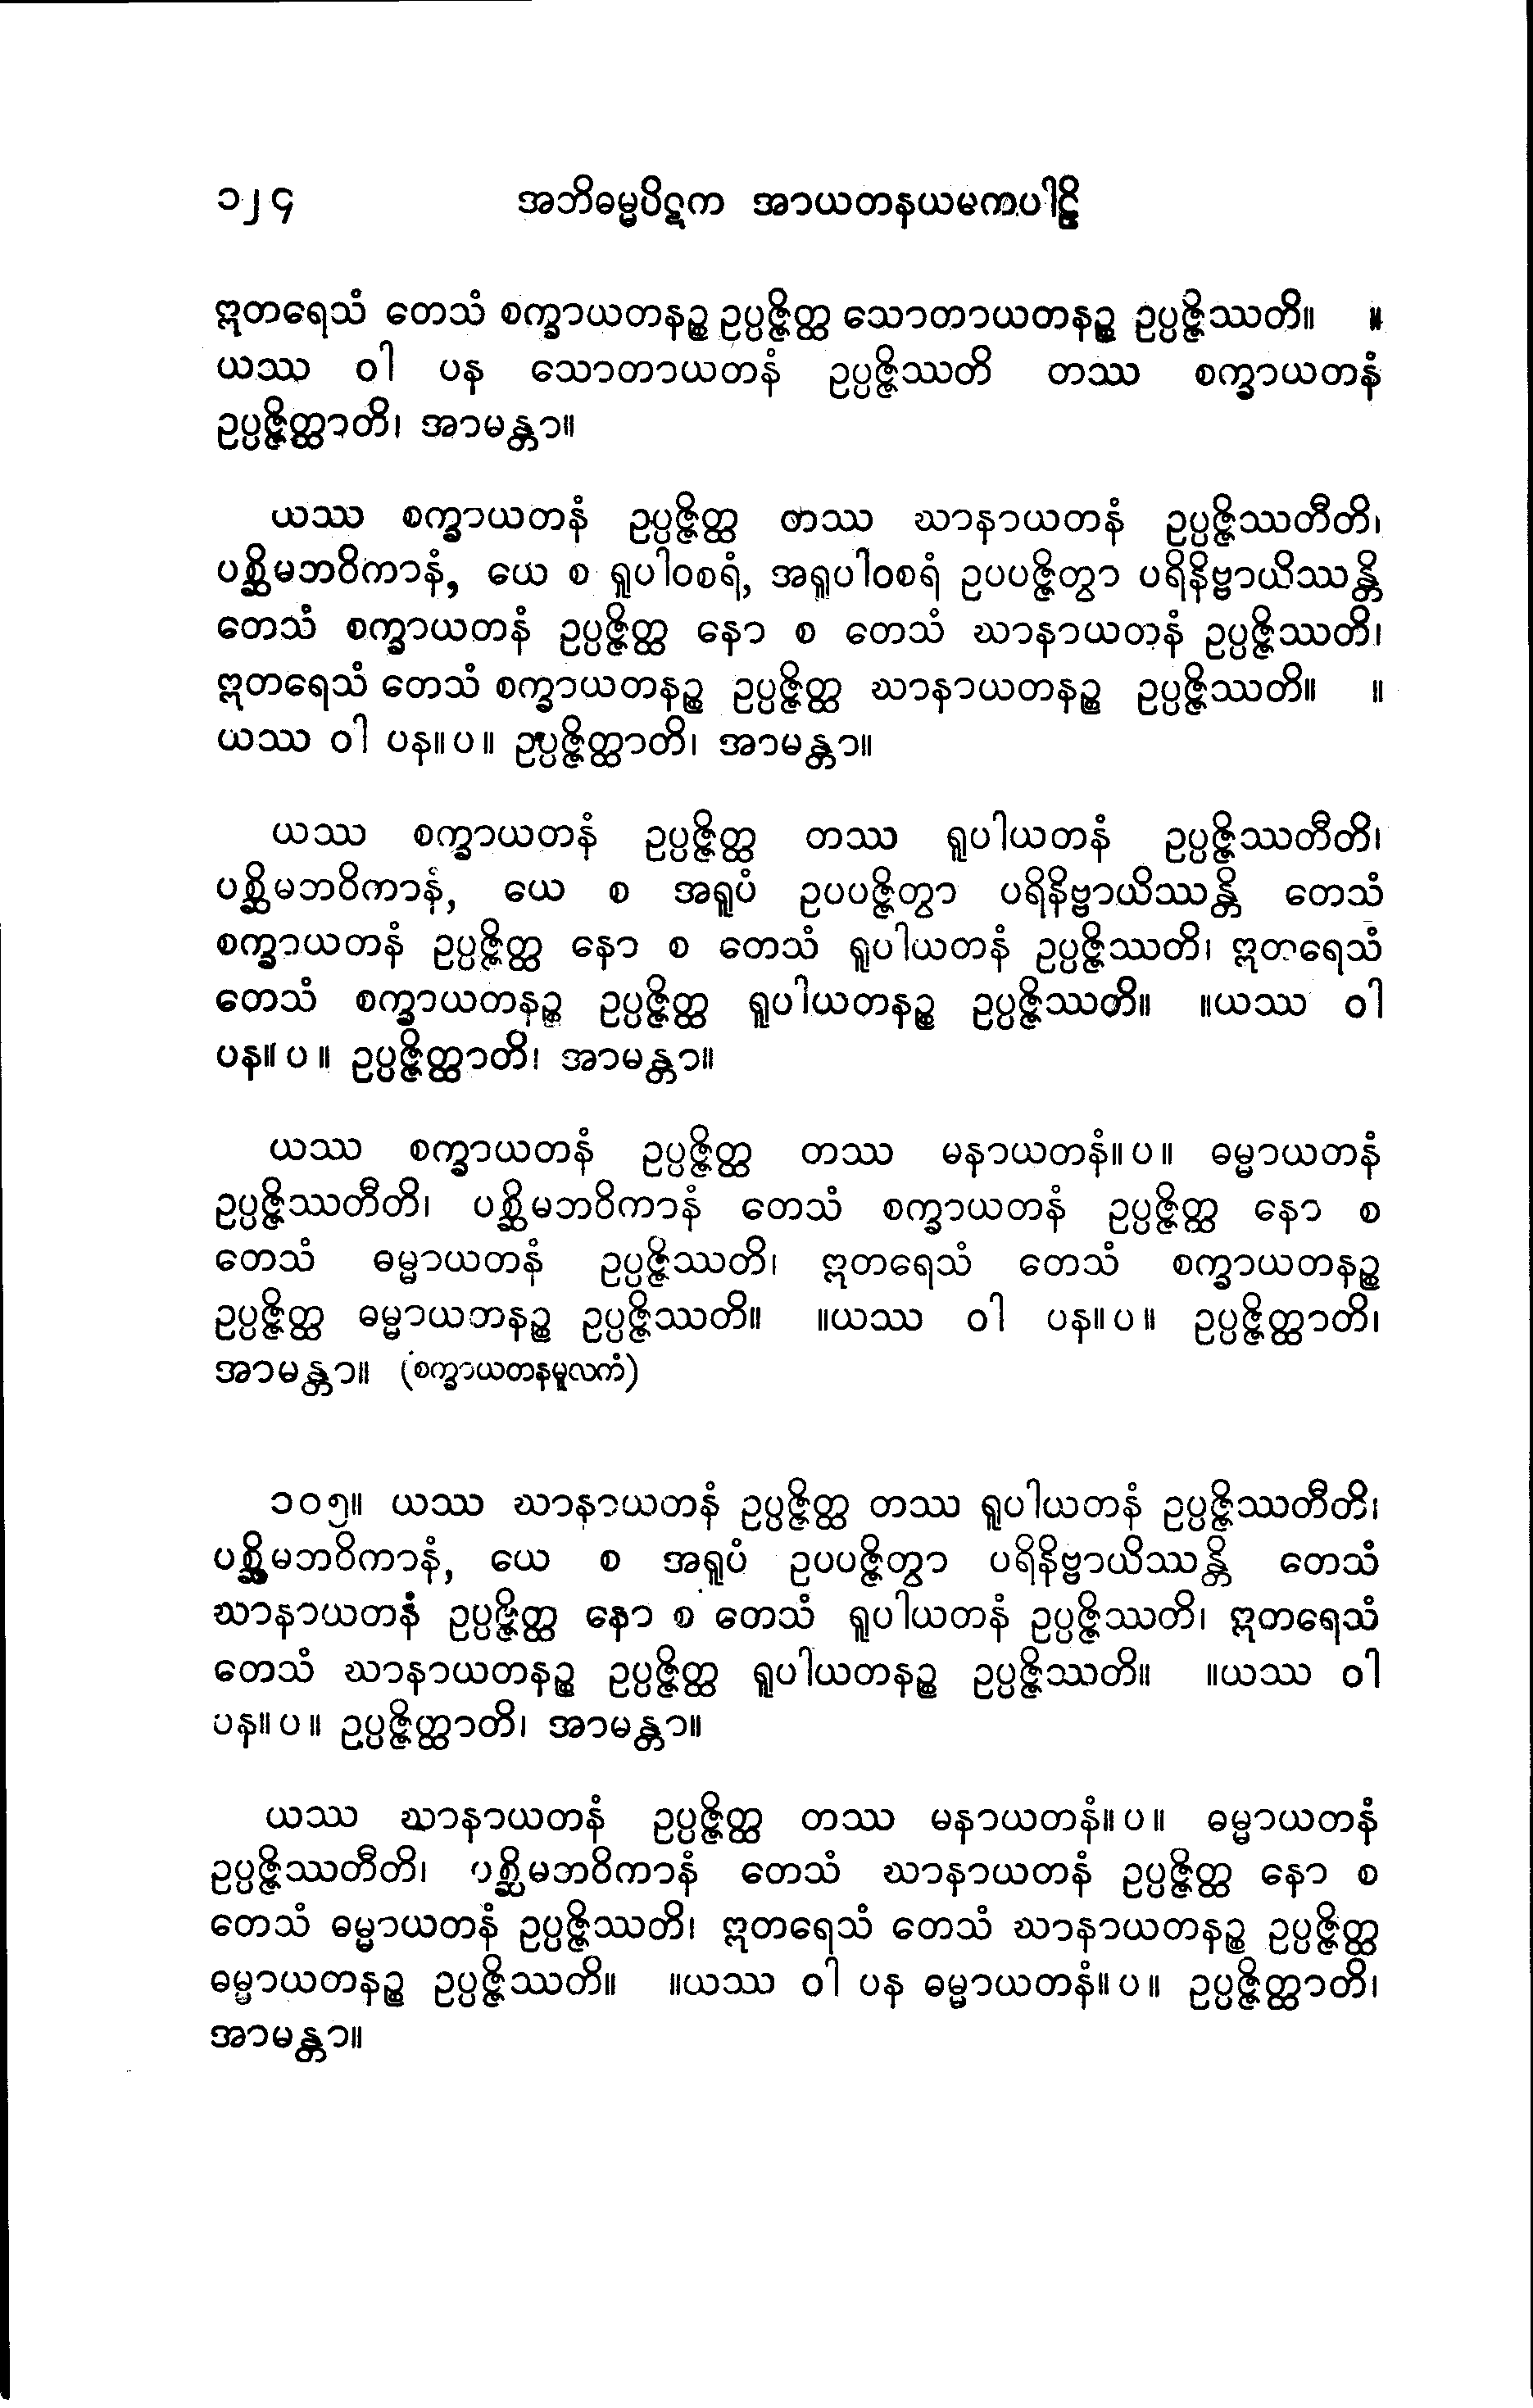 ၁၂၄ အဘိဓမ္မပိဋက အာယတနယမကပါဠိ
ဣတရေသံ တေသံ စက္ခာယတနဉ္စ ဥပ္ပဇ္ဇိတ္ထ သောတာယတနဉ္စ ဥပ္ပဇ္ဇိဿတိ။ ။
ယဿ ဝါ ပန သောတာယတနံ ဥပ္ပဇ္ဇိဿတိ တဿ စက္ခာယတနံ
ဥပ္ပဇ္ဇိတ္ထာတိ၊ အာမန္တာ။
ယဿ စက္ခာယတနံ ဥပ္ပဇ္ဇိတ္ထ တဿ ဃာနာယတနံ ဥပ္ပဇ္ဇိဿတီတိ၊
ပစ္ဆိမဘဝိကာနံ, ယေ စ ရူပါဝစရံ, အရူပါဝစရံ ဥပပဇ္ဇိတွာ ပရိနိဗ္ဗာယိဿန္တိ
တေသံ စက္ခာယတနံ ဥပ္ပဇ္ဇိတ္ထ နော စ တေသံ ဃာနာယတနံ ဥပ္ပဇ္ဇိဿတိ၊
ဣတရေသံ တေသံ စက္ခာယတနဉ္စ ဥပ္ပဇ္ဇိတ္ထ ဃာနာယတနဉ္စ ဥပ္ပဇ္ဇိဿတိ။ ။
ယဿ ဝါ ပန။ပ။ ဥပ္ပဇ္ဇိတ္ထာတိ၊ အာမန္တာ။
ယဿ စက္ခာယတနံ ဥပ္ပဇ္ဇိတ္ထ တဿ ရူပါယတနံ ဥပ္ပဇ္ဇိဿတီတိ၊
ပစ္ဆိမဘဝိကာနံ, ယေ စ အရူပံ ဥပပဇ္ဇိတွာ ပရိနိဗ္ဗာယိဿန္တိ တေသံ
စက္ခာယတနံ ဥပ္ပဇ္ဇိတ္ထ နော စ တေသံ ရူပါယတနံ ဥပ္ပဇ္ဇိဿတိ၊ ဣတရေသံ
တေသံ စက္ခာယတနဉ္စ ဥပ္ပဇ္ဇိတ္ထ ရူပါယတနဉ္စ ဥပ္ပဇ္ဇိဿတိ။ ။ယဿ ဝါ
ပန။ပ။ ဥပ္ပဇ္ဇိတ္ထာတိ၊ အာမန္တာ။
ယဿ စက္ခာယတနံ ဥပ္ပဇ္ဇိတ္ထ တဿ မနာယတနံ။ပ။ ဓမ္မာယတနံ
ဥပ္ပဇ္ဇိဿတီတိ၊ ပစ္ဆိမဘဝိကာနံ တေသံ စက္ခာယတနံ ဥပ္ပဇ္ဇိတ္ထ နော စ
တေသံ ဓမ္မာယတနံ ဥပ္ပဇ္ဇိဿတိ၊ ဣတရေသံ တေသံ စက္ခာယတနဉ္စ
ဥပ္ပဇ္ဇိတ္ထ ဓမ္မာယတနဉ္စ ဥပ္ပဇ္ဇိဿတိ။ ။ယဿ ဝါ ပန။ပ။ ဥပ္ပဇ္ဇိတ္ထာတိ၊
အာမန္တာ။ (စက္ခာယတနမူလကံ)
၁၀၅။ ယဿ ဃာနာယတနံ ဥပ္ပဇ္ဇိတ္ထ တဿ ရူပါယတနံ ဥပ္ပဇ္ဇိဿတီတိ၊
ပစ္ဆိမဘဝိကာနံ, ယေ စ အရူပံ ဥပပဇ္ဇိတွာ ပရိနိဗ္ဗာယိဿန္တိ တေသံ
ဃာနာယတနံ ဥပ္ပဇ္ဇိတ္ထ နော စ တေသံ ရူပါယတနံ ဥပ္ပဇ္ဇိဿတိ၊ ဣတရေသံ
တေသံ ဃာနာယတနဉ္စ ဥပ္ပဇ္ဇိတ္ထ ရူပါယတနဉ္စ ဥပ္ပဇ္ဇိဿတိ။ ။ယဿ ဝါ
ပန။ပ။ ဥပ္ပဇ္ဇိတ္ထာတိ၊ အာမန္တာ။
ယဿ ဃာနာယတနံ ဥပ္ပဇ္ဇိတ္ထ တဿ မနာယတနံ။ပ။ ဓမ္မာယတနံ
ဥပ္ပဇ္ဇိဿတီတိ၊ ပစ္ဆိမဘဝိကာနံ တေသံ ဃာနာယတနံ ဥပ္ပဇ္ဇိတ္ထ နော စ
တေသံ ဓမ္မာယတနံ ဥပ္ပဇ္ဇိဿတိ၊ ဣတရေသံ တေသံ ဃာနာယတနဉ္စ ဥပ္ပဇ္ဇိတ္ထ
ဓမ္မာယတနဉ္စ ဥပ္ပဇ္ဇိဿတိ။ ။ယဿ ဝါ ပန ဓမ္မာယတနံ။ပ။ ဥပ္ပဇ္ဇိတ္ထာတိ၊
အာမန္တာ။